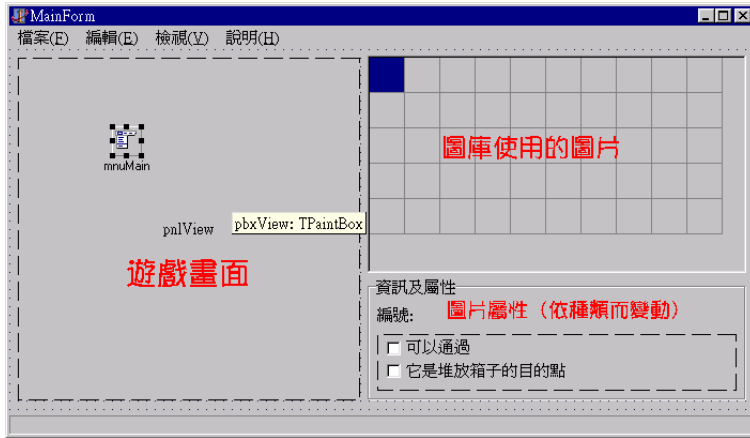 MainForm
檔案(F) 編輯(E) 檢視(V) 說明(H)
mnuMain
pnlView
pbxView: TPaintBox
遊戲畫面
圖庫使用的圖片
資訊及屬性
編號:
圖片屬性（依種類而變動）
可以通過
它是堆放箱子的目的點